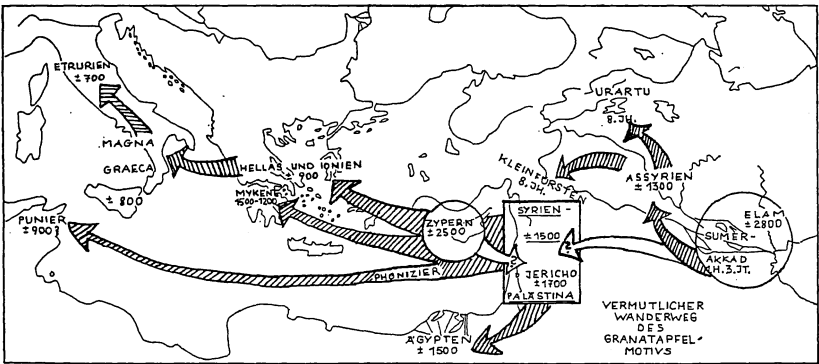 ETRURIEN
± 700
MAGNA
GRAECA
± 800
HELLAS UND IONIEN
± 900
MYKENE
1500-1200
PUNIER
± 900?
ZYPERN
± 2500
?
PHÖNIZIER
SYRIEN-
± 1500
JERICHO
± 1700
PALÄSTINA
ÄGYPTEN
± 1500
KLEINFÜRSTEN
8. JH.
URARTU
8. JH.
ASSYRIEN
± 1300
?
ELAM
± 2800
SUMER-
AKKAD
1.H. 3. JT.
VERMUTLICHER
WANDERWEG
DES
GRANATAPFEL-
MOTIVS